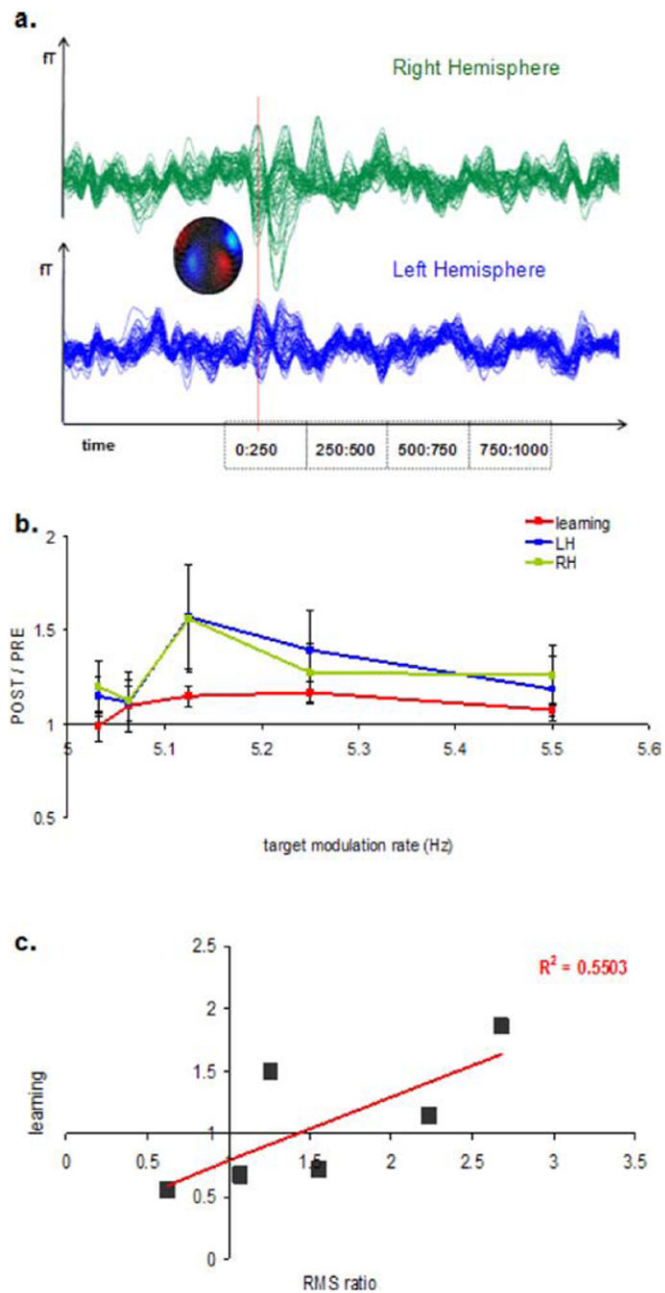 a.
fT
Right Hemisphere
fT
Left Hemisphere
time
0:250 250:500 500:750 750:1000
b.
learning
LH
RH
2
1.5
1
0.5
POST / PRE
5 5.1 5.2 5.3 5.4 5.5 5.6
target modulation rate (Hz)
c.
2.5
2
1.5
1
0.5
0
R² = 0.5503
learning
0 0.5 1 1.5 2 2.5 3 3.5
RMS ratio